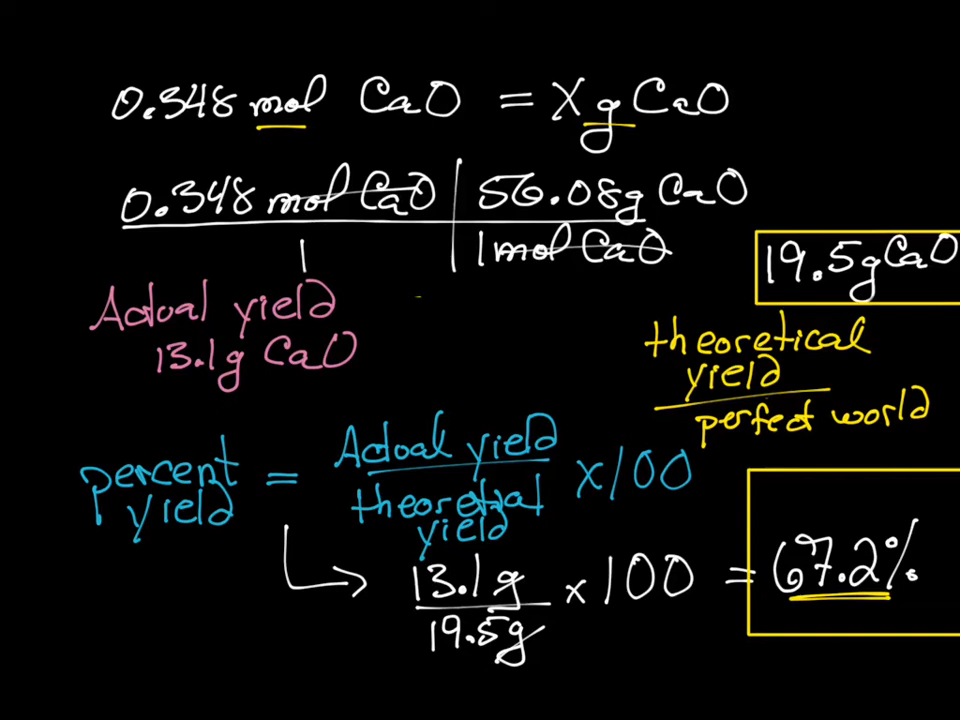 0.348 mol CaO = X g CaO
0.348 mol CaO | 56.08g CaO
1 | 1 mol CaO
19.5g CaO
Actual yield
13.1g CaO
theoretical
yield
perfect world
percent
yield
=
Actual yield
theoretical
yield
x100
13.1g
19.5g
x 100 = 67.2%